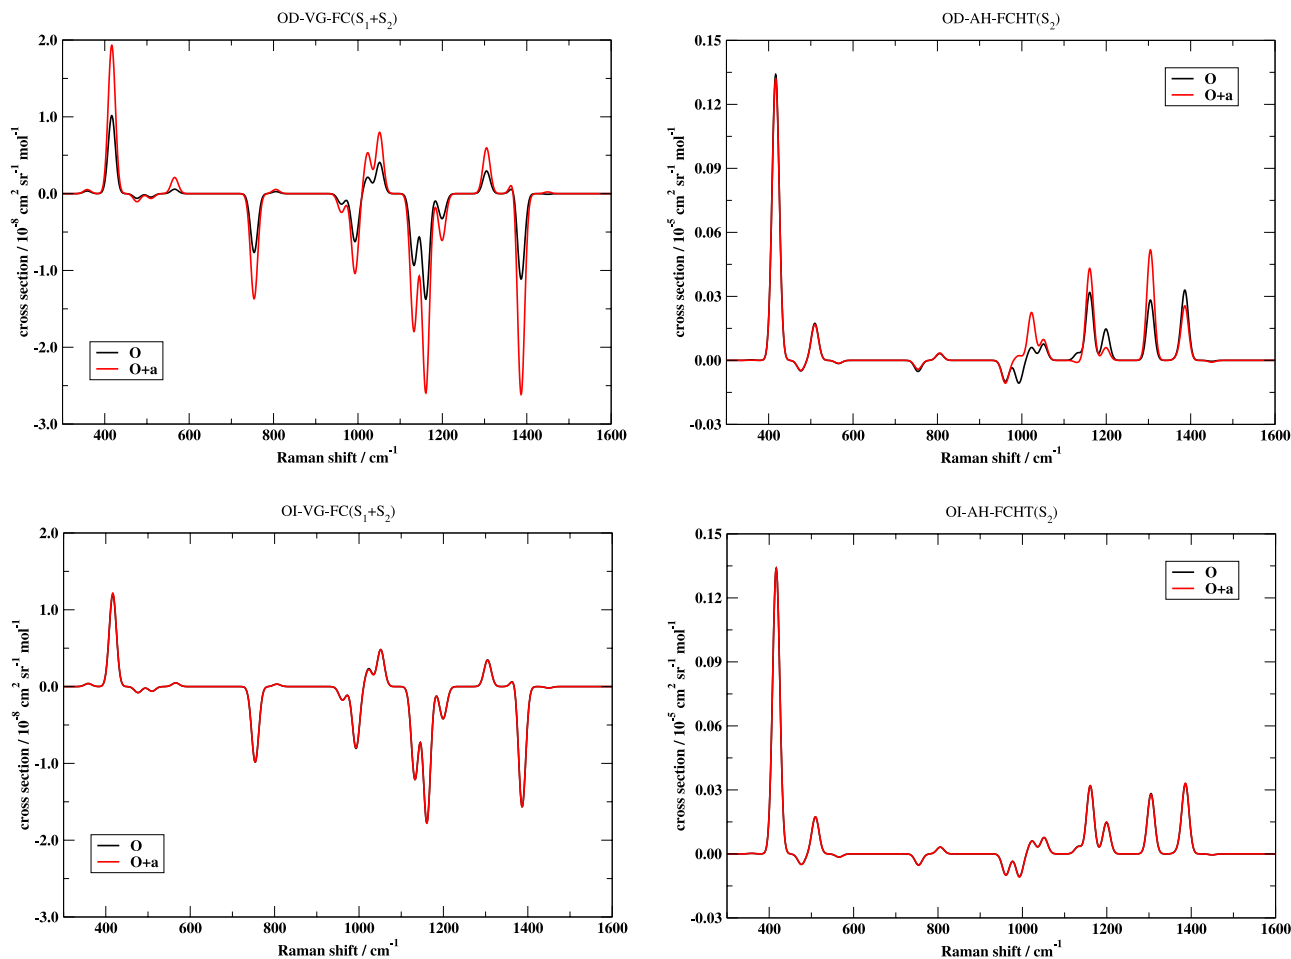 OD-VG-FC(S₁+S₂)
2.0
1.0
0.0
-1.0
-2.0
-3.0
cross section / 10⁻⁸ cm² sr⁻¹ mol⁻¹
O
O+a
400 600 800 1000 1200 1400 1600
Raman shift / cm⁻¹
OD-AH-FCHT(S₂)
0.15
0.12
0.09
0.06
0.03
0.00
-0.03
cross section / 10⁻⁵ cm² sr⁻¹ mol⁻¹
O
O+a
400 600 800 1000 1200 1400 1600
Raman shift / cm⁻¹
OI-VG-FC(S₁+S₂)
2.0
1.0
0.0
-1.0
-2.0
-3.0
cross section / 10⁻⁸ cm² sr⁻¹ mol⁻¹
O
O+a
400 600 800 1000 1200 1400 1600
Raman shift / cm⁻¹
OI-AH-FCHT(S₂)
0.15
0.12
0.09
0.06
0.03
0.00
-0.03
cross section / 10⁻⁵ cm² sr⁻¹ mol⁻¹
O
O+a
400 600 800 1000 1200 1400 1600
Raman shift / cm⁻¹